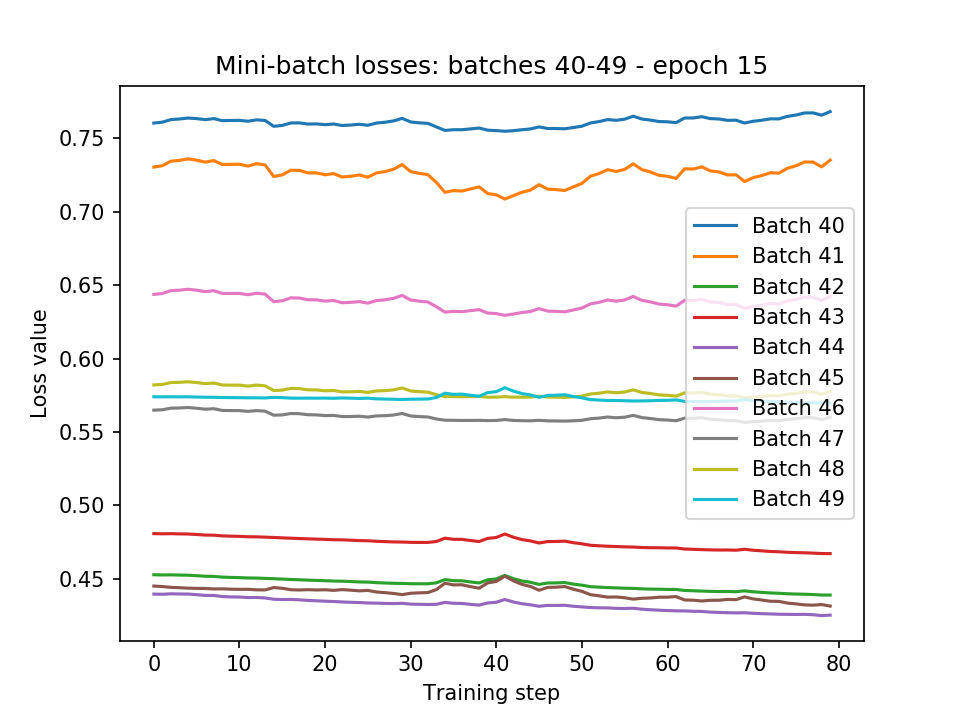 Mini-batch losses: batches 40-49 - epoch 15
Loss value
0.75
0.70
0.65
0.60
0.55
0.50
0.45
Batch 40
Batch 41
Batch 42
Batch 43
Batch 44
Batch 45
Batch 46
Batch 47
Batch 48
Batch 49
0 10 20 30 40 50 60 70 80
Training step